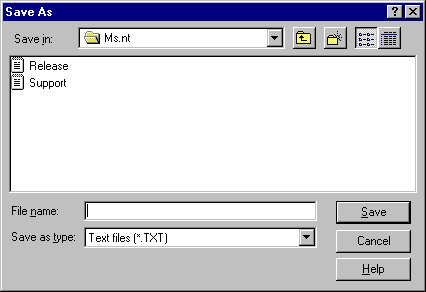 Save As
Save in: Ms.nt
Release
Support
File name: Save
Save as type: Text files (*.TXT) Cancel
Help